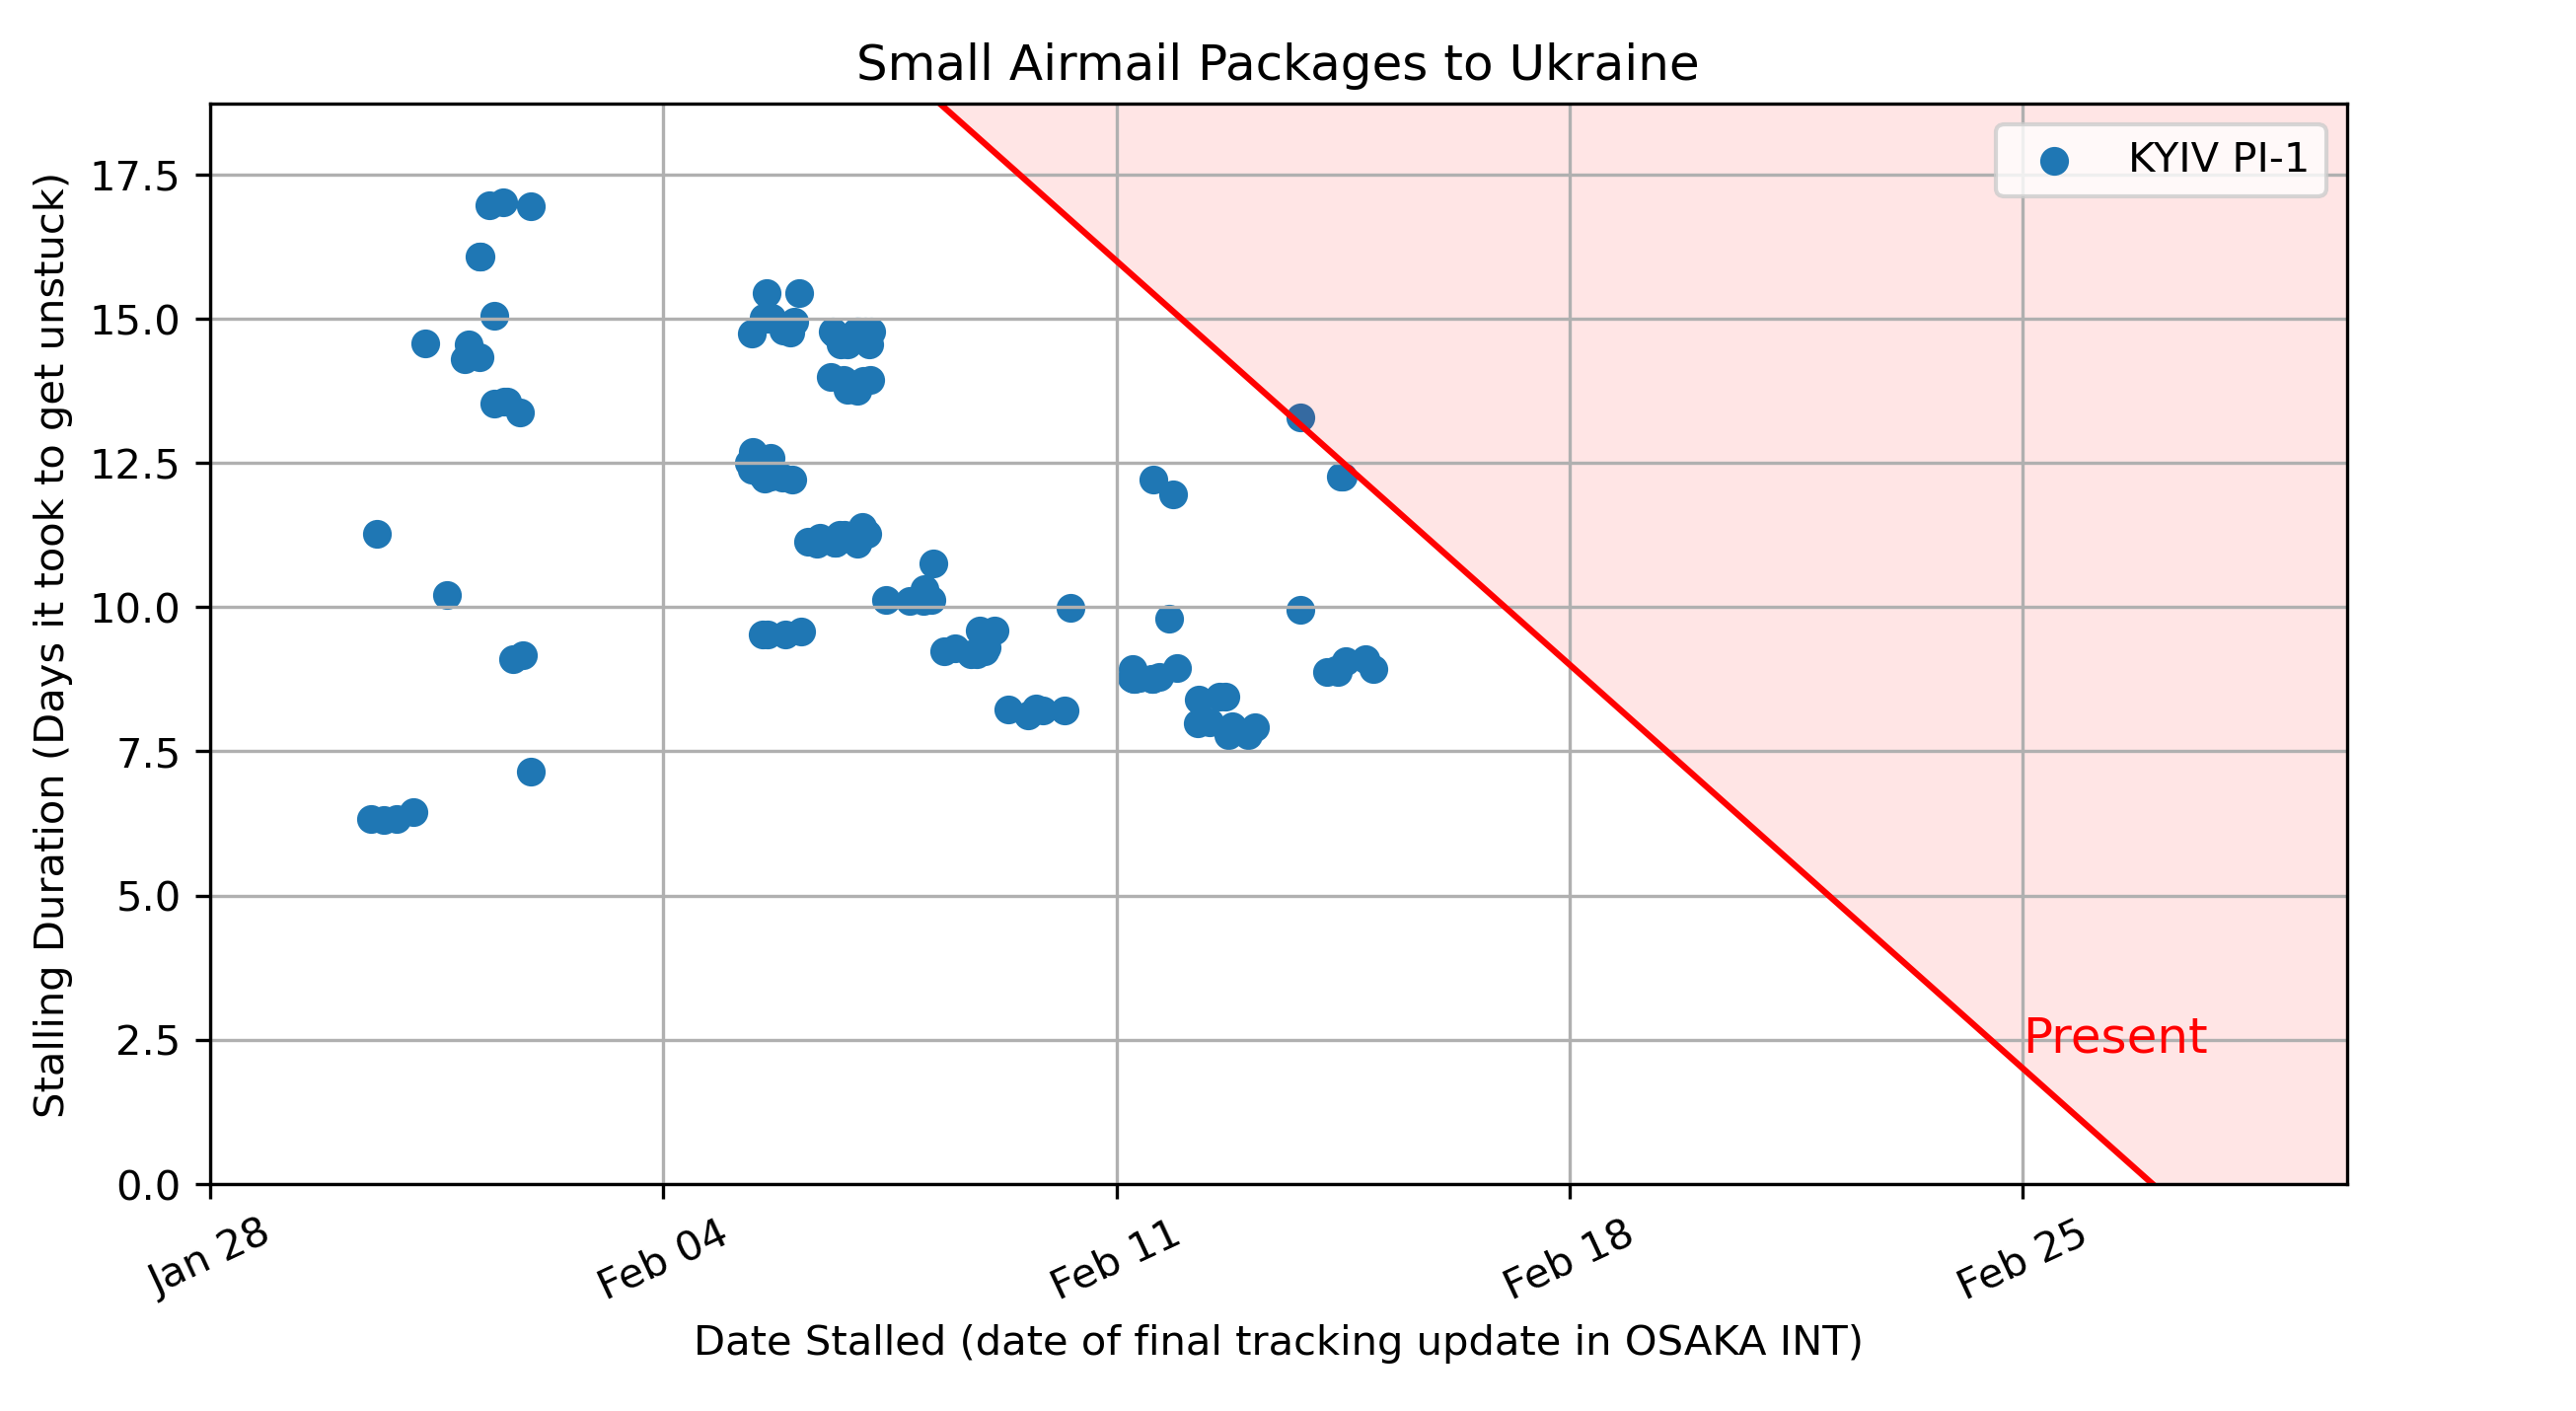 Small Airmail Packages to Ukraine
KYIV PI-1
Stalling Duration (Days it took to get unstuck)
17.5
15.0
12.5
10.0
7.5
5.0
2.5
0.0
Present
Jan 28
Feb 04
Feb 11
Feb 18
Feb 25
Date Stalled (date of final tracking update in OSAKA INT)